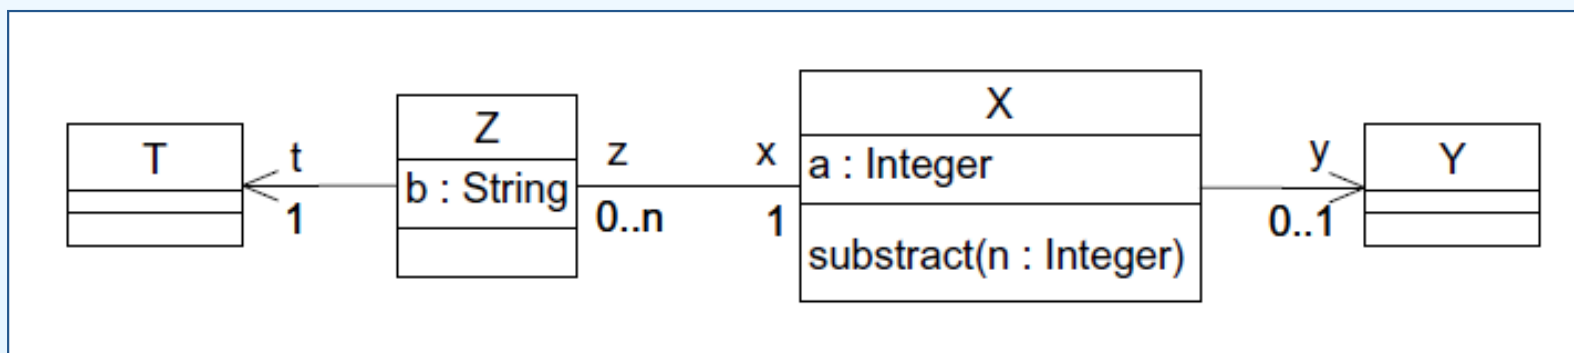 T
t
1
Z
b : String
z
0..n
x
1
X
a : Integer
substract(n : Integer)
y
0..1
Y